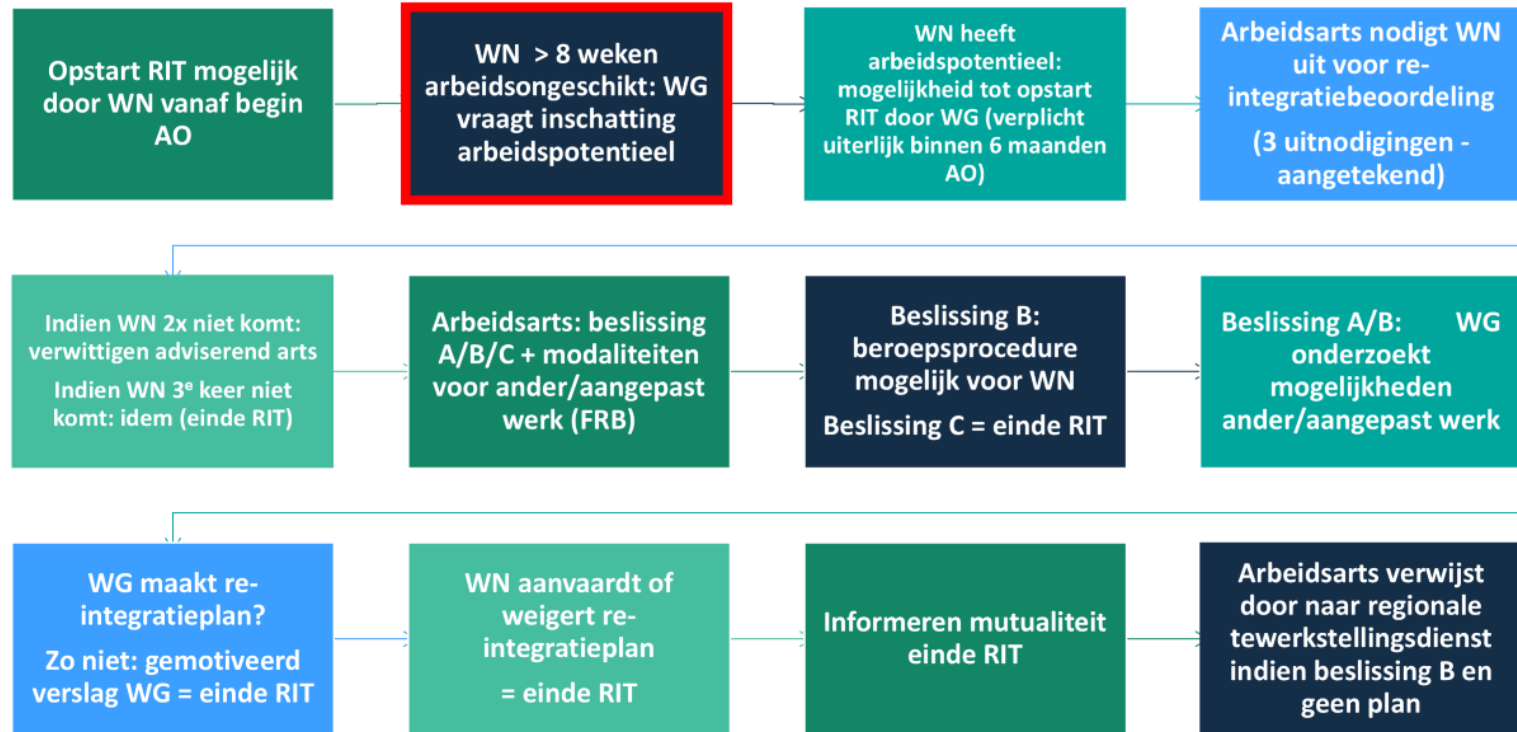 Opstart RIT mogelijk
door WN vanaf begin
AO
WN > 8 weken
arbeidsongeschikt: WG
vraagt inschatting
arbeidspotentieel
WN heeft
arbeidspotentieel:
mogelijkheid tot opstart
RIT door WG (verplicht
uiterlijk binnen 6 maanden
AO)
Arbeidsarts nodigt WN
uit voor re-
integratiebeoordeling
(3 uitnodigingen -
aangetekend)
Indien WN 2x niet komt:
verwittigen adviserend arts
Indien WN 3e keer niet
komt: idem (einde RIT)
Arbeidsarts: beslissing
A/B/C + modaliteiten
voor ander/aangepast
werk (FRB)
Beslissing B:
beroepsprocedure
mogelijk voor WN
Beslissing C = einde RIT
Beslissing A/B: WG
onderzoekt
mogelijkheden
ander/aangepast werk
WG maakt re-
integratieplan?
Zo niet: gemotiveerd
verslag WG = einde RIT
WN aanvaardt of
weigert re-
integratieplan
= einde RIT
Informeren mutualiteit
einde RIT
Arbeidsarts verwijst
door naar regionale
tewerkstellingsdienst
indien beslissing B en
geen plan